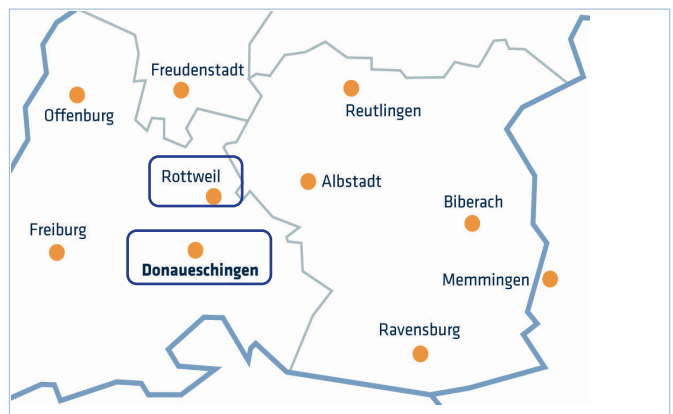 Freudenstadt
Offenburg
Reutlingen
Rottweil
Albstadt
Biberach
Freiburg
Donaueschingen
Memmingen
Ravensburg